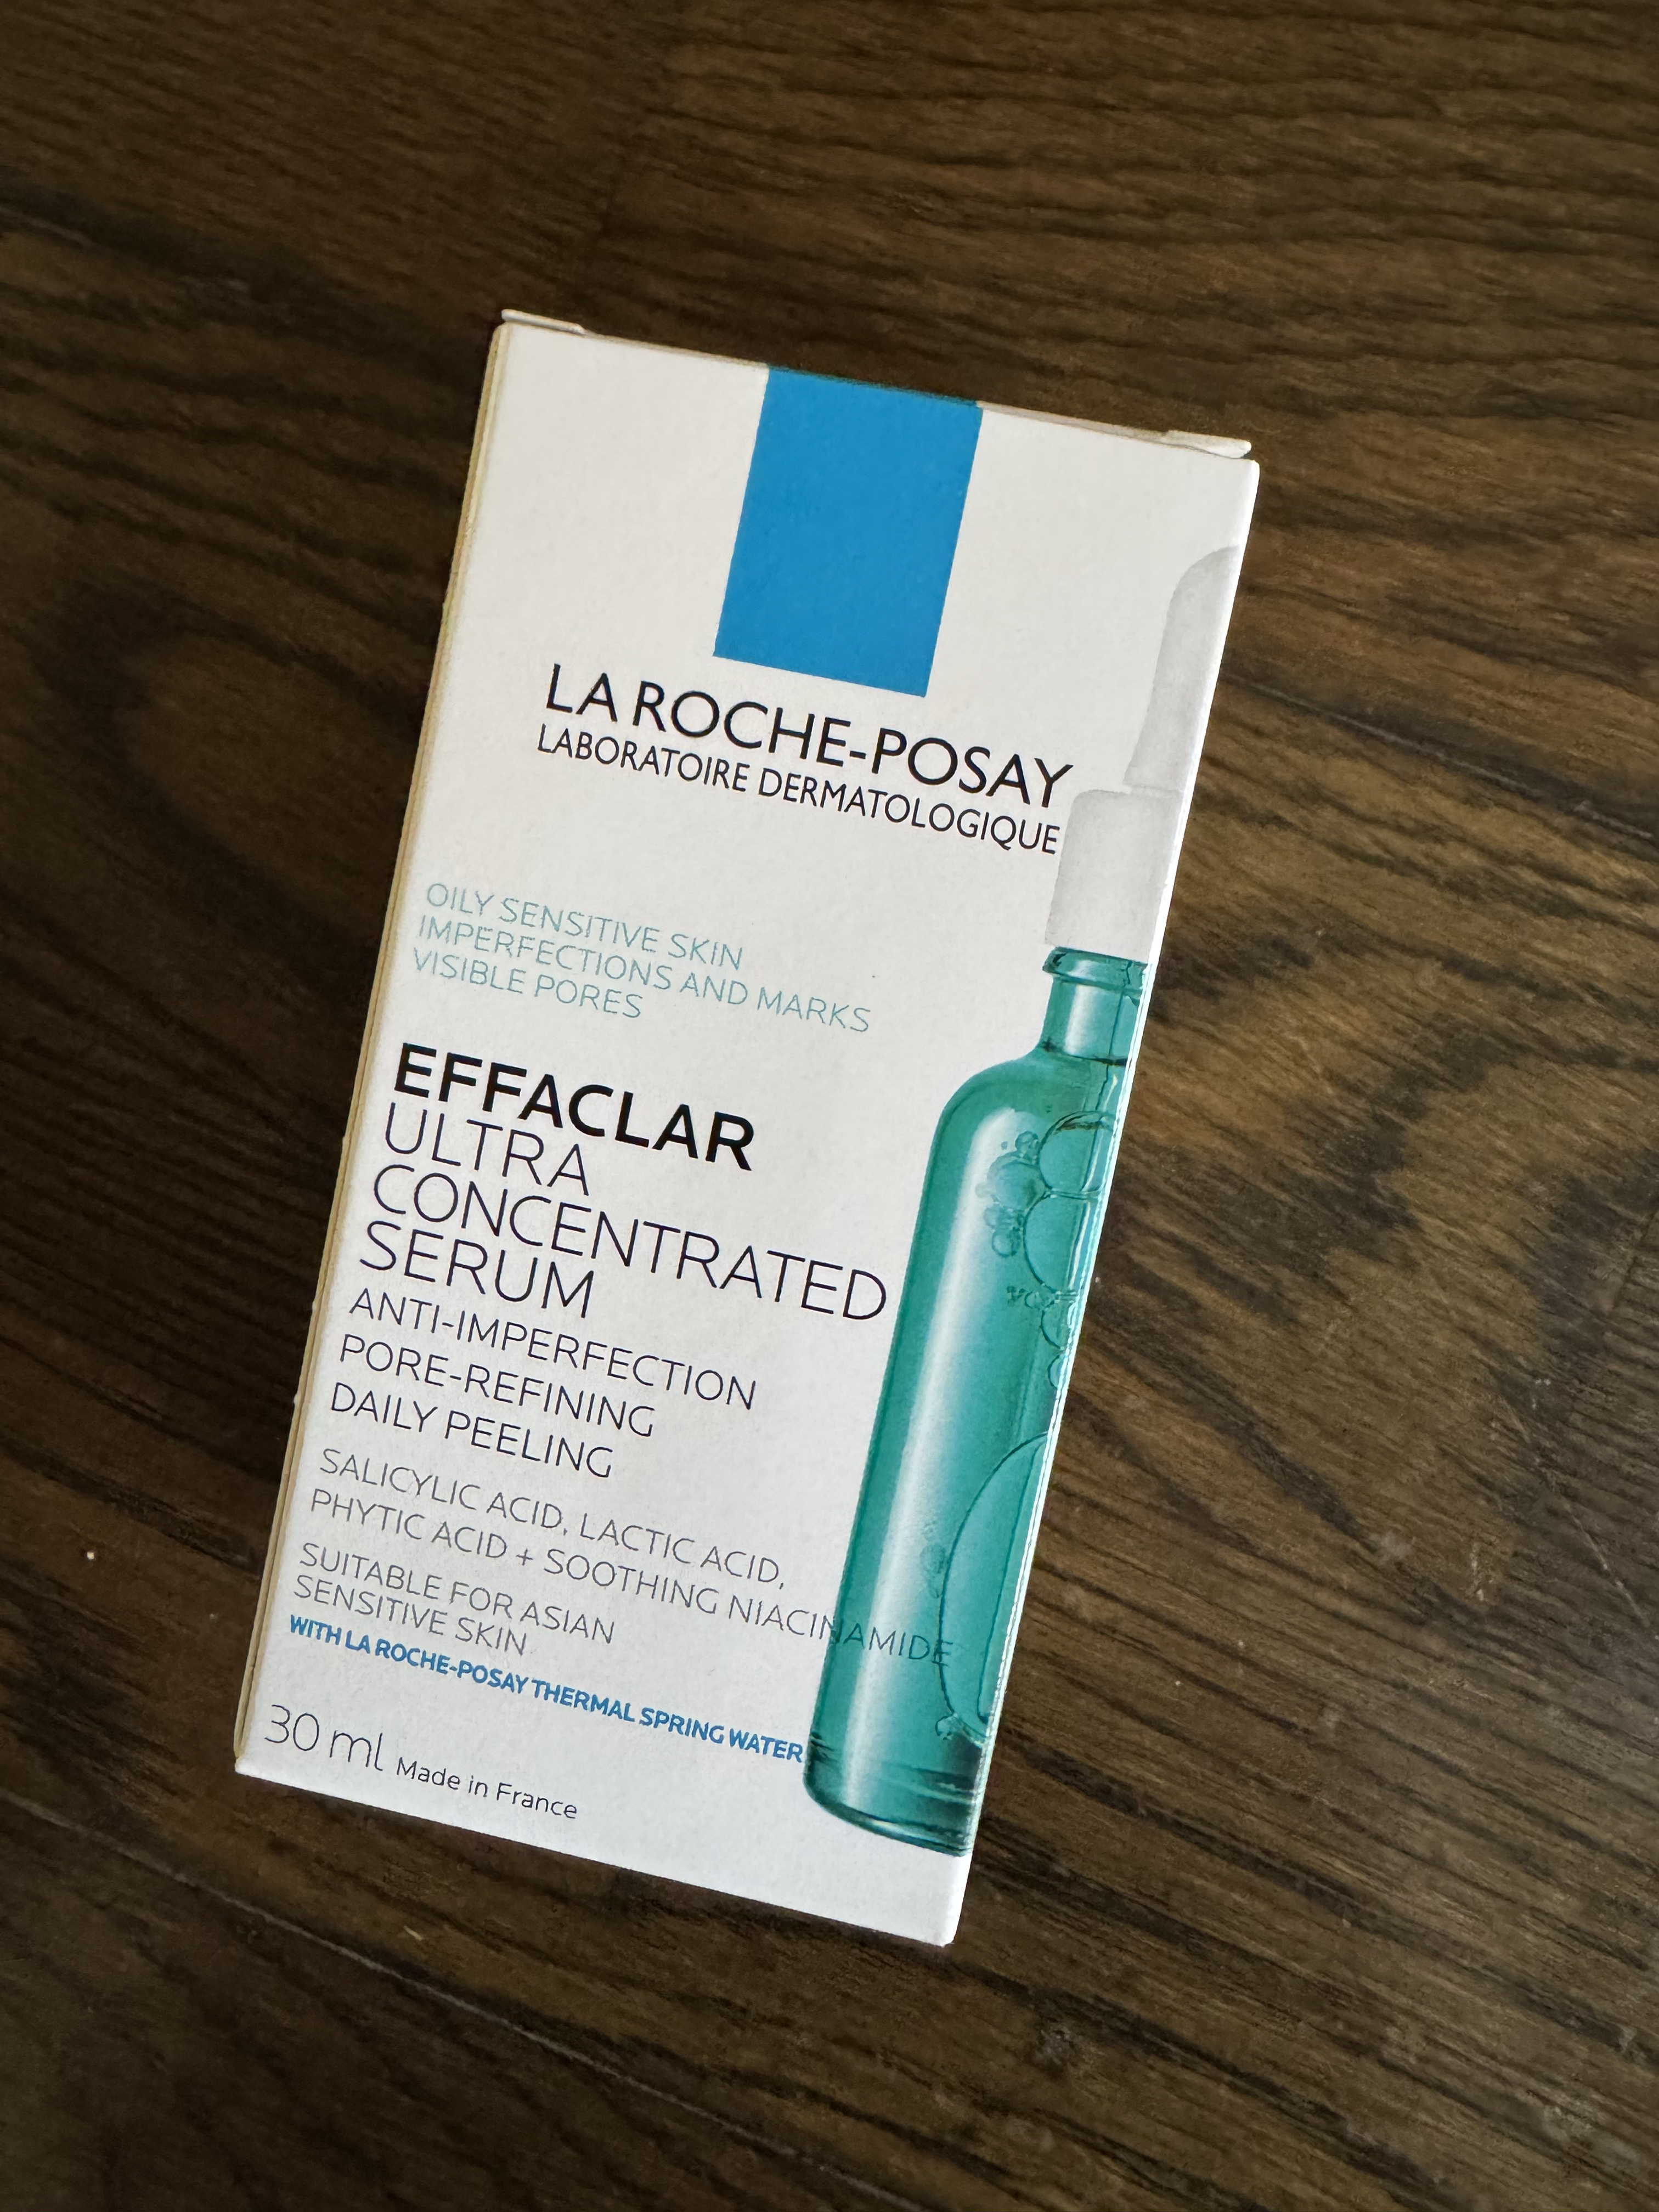 LA ROCHE-POSAY
LABORATOIRE DERMATOLOGIQUE
OILY SENSITIVE SKIN
IMPERFECTIONS AND MARKS
VISIBLE PORES
EFFACLAR
ULTRA
CONCENTRATED
SERUM
ANTI-IMPERFECTION
PORE-REFINING
DAILY PEELING
SALICYLIC ACID, LACTIC ACID,
PHYTIC ACID + SOOTHING NIACINAMIDE
SUITABLE FOR ASIAN
SENSITIVE SKIN
WITH LA ROCHE-POSAY THERMAL SPRING WATER
30 ml Made in France